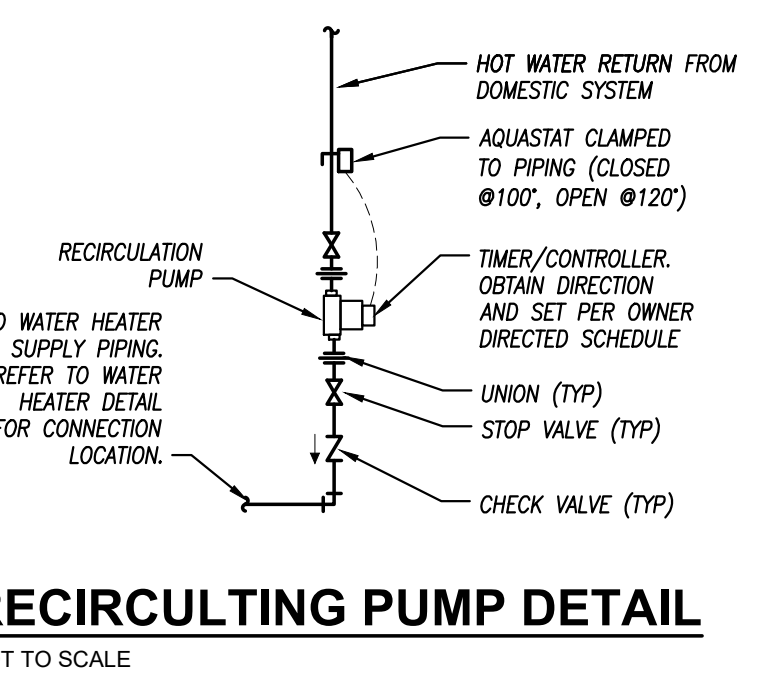 HOT WATER RETURN FROM
DOMESTIC SYSTEM
AQUASTAT CLAMPED
TO PIPING (CLOSED
@100°, OPEN @120°)
RECIRCULATION
PUMP
TIMER/CONTROLLER.
OBTAIN DIRECTION
AND SET PER OWNER
DIRECTED SCHEDULE
WATER HEATER
SUPPLY PIPING.
REFER TO WATER
HEATER DETAIL
FOR CONNECTION
LOCATION.
UNION (TYP)
STOP VALVE (TYP)
CHECK VALVE (TYP)
RECIRCULTING PUMP DETAIL
TO SCALE